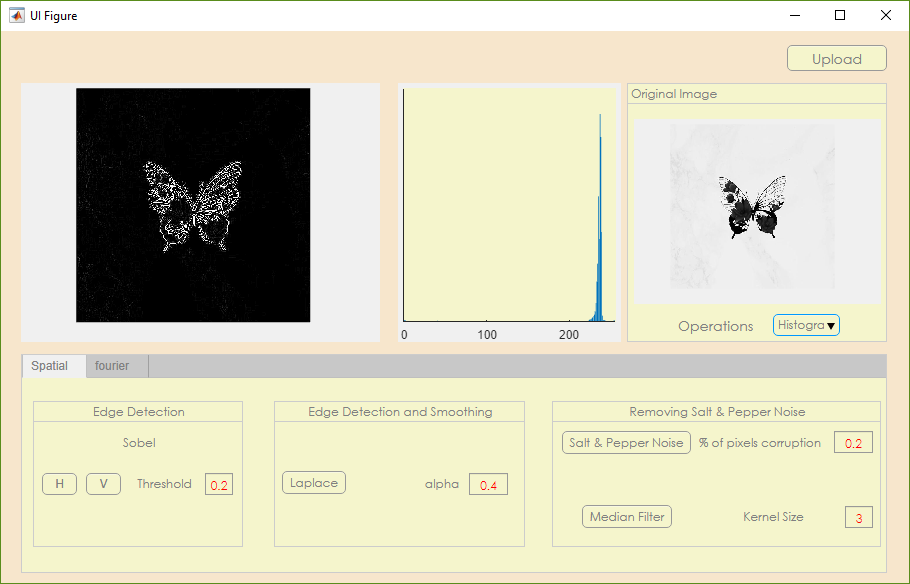 UI Figure
Upload
Original Image
0 100 200
Operations Histogra
Spatial fourier
Edge Detection
Sobel
H V Threshold 0.2
Edge Detection and Smoothing
Laplace alpha 0.4
Removing Salt & Pepper Noise
Salt & Pepper Noise % of pixels corruption 0.2
Median Filter Kernel Size 3